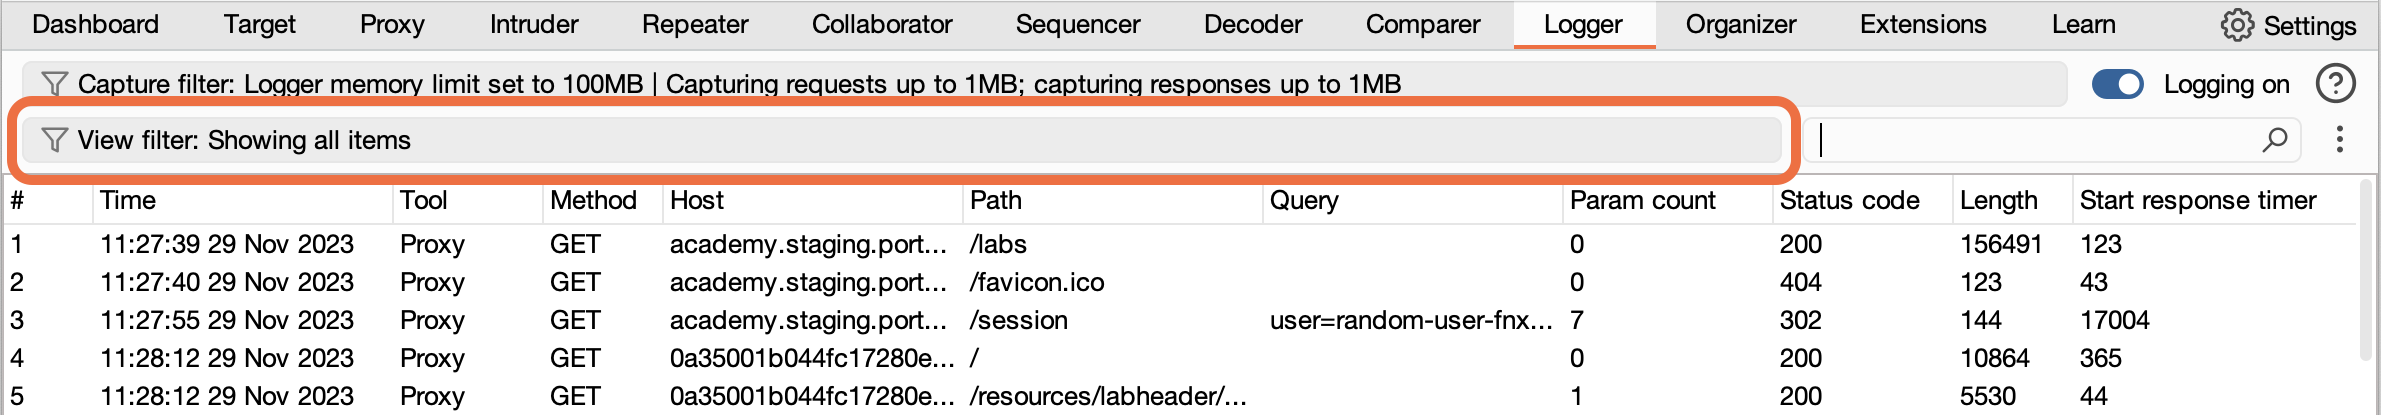 Dashboard Target Proxy Intruder Repeater Collaborator Sequencer Decoder Comparer Logger Organizer Extensions Learn Settings
Capture filter: Logger memory limit set to 100MB | Capturing requests up to 1MB; capturing responses up to 1MB Logging on ?
View filter: Showing all items
# Time Tool Method Host Path Query Param count Status code Length Start response timer
1 11:27:39 29 Nov 2023 Proxy GET academy.staging.port... /labs 0 200 156491 123
2 11:27:40 29 Nov 2023 Proxy GET academy.staging.port... /favicon.ico 0 404 123 43
3 11:27:55 29 Nov 2023 Proxy GET academy.staging.port... /session user=random-user-fnx... 7 302 144 17004
4 11:28:12 29 Nov 2023 Proxy GET 0a35001b044fc17280e... / 0 200 10864 365
5 11:28:12 29 Nov 2023 Proxy GET 0a35001b044fc17280e... /resources/labheader/... 1 200 5530 44